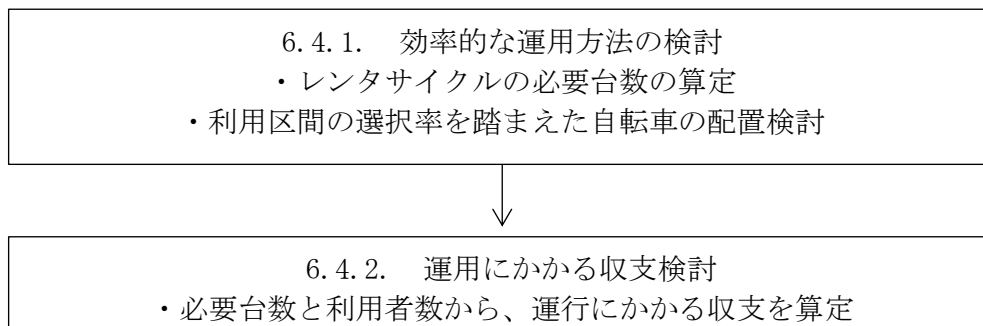 6.4.1. 効率的な運用方法の検討
・レンタサイクルの必要台数の算定
・利用区間の選択率を踏まえた自転車の配置検討
6.4.2. 運用にかかる収支検討
・必要台数と利用者数から、運行にかかる収支を算定